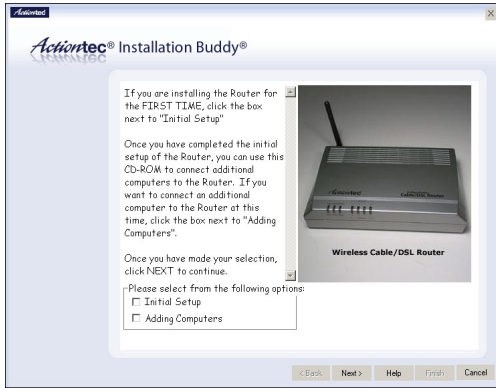 Actiontec
Actiontec® Installation Buddy®
If you are installing the Router for
the FIRST TIME, click the box
next to "Initial Setup"
Once you have completed the initial
setup of the Router, you can use this
CD-ROM to connect additional
computers to the Router. If you
want to connect an additional
computer to the Router at this
time, click the box next to "Adding
Computers".
Once you have made your selection,
click NEXT to continue.
Actiontec
Cable/DSL Router
Wireless Cable/DSL Router
Please select from the following options:
Initial Setup
Adding Computers
< Back
Next >
Help
Finish
Cancel